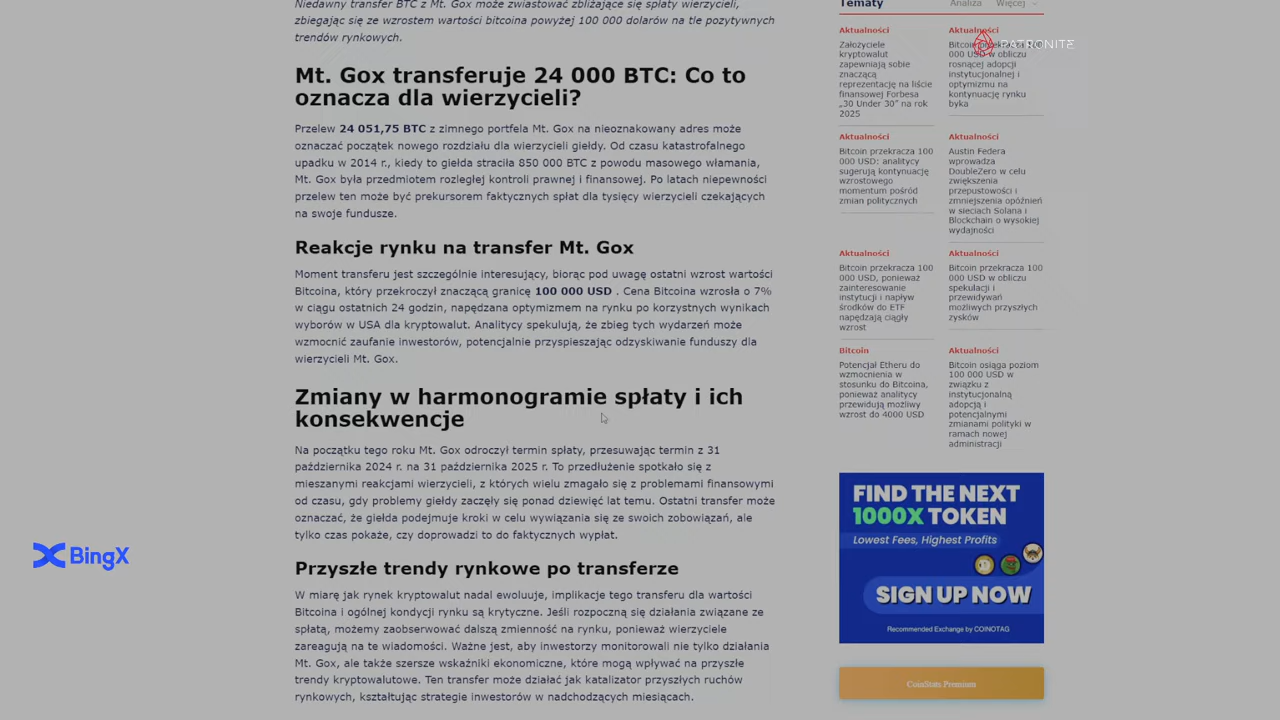 Niedawny transfer BTC z Mt. Gox może zwiastować zbliżające się spłaty wierzycieli,
zbiegając się ze wzrostem wartości bitcoina powyżej 100 000 dolarów na tle pozytywnych
trendów rynkowych.
Mt. Gox transferuje 24 000 BTC: Co to
oznacza dla wierzycieli?
Przelew 24 051,75 BTC z zimnego portfela Mt. Gox na nieoznakowany adres może
oznaczać początek nowego rozdziału dla wierzycieli giełdy. Od czasu katastrofalnego
upadku w 2014 r., kiedy to giełda straciła 850 000 BTC z powodu masowego włamania,
Mt. Gox była przedmiotem rozległej kontroli prawnej i finansowej. Po latach niepewności
przelew ten może być prekursorem faktycznych spłat dla tysięcy wierzycieli czekających
na swoje fundusze.
Reakcje rynku na transfer Mt. Gox
Moment transferu jest szczególnie interesujący, biorąc pod uwagę ostatni wzrost wartości
Bitcoina, który przekroczył znaczącą granicę 100 000 USD . Cena Bitcoina wzrosła o 7%
w ciągu ostatnich 24 godzin, napędzana optymizmem na rynku po korzystnych wynikach
wyborów w USA dla kryptowalut. Analitycy spekulują, że zbieg tych wydarzeń może
wzmocnić zaufanie inwestorów, potencjalnie przyspieszając odzyskiwanie funduszy dla
wierzycieli Mt. Gox.
Zmiany w harmonogramie spłaty i ich
konsekwencje
Na początku tego roku Mt. Gox odroczył termin spłaty, przesuwając termin z 31
października 2024 r. na 31 października 2025 r. To przedłużenie spotkało się z
mieszanymi reakcjami wierzycieli, z których wielu zmagało się z problemami finansowymi
od czasu, gdy problemy giełdy zaczęły się ponad dziewięć lat temu. Ostatni transfer może
oznaczać, że giełda podejmuje kroki w celu wywiązania się ze swoich zobowiązań, ale
tylko czas pokaże, czy doprowadzi to do faktycznych wypłat.
Przyszłe trendy rynkowe po transferze
W miarę jak rynek kryptowalut nadal ewoluuje, implikacje tego transferu dla wartości
Bitcoina i ogólnej kondycji rynku są krytyczne. Jeśli rozpoczną się działania związane ze
spłatą, możemy zaobserwować dalszą zmienność na rynku, ponieważ wierzyciele
zareagują na te wiadomości. Ważne jest, aby inwestorzy monitorowali nie tylko działania
Mt. Gox, ale także szersze wskaźniki ekonomiczne, które mogą wpływać na przyszłe
trendy kryptowalutowe. Ten transfer może działać jak katalizator przyszłych ruchów
rynkowych, kształtując strategie inwestorów w nadchodzących miesiącach.
Tematy
Analiza
Więcej
Aktualności
Założyciele
kryptowalut
zapewniają sobie
znaczącą
reprezentację na liście
finansowej Forbesa
„30 Under 30” na rok
2025
Aktualności
Bitcoin przekracza 100
000 USD w obliczu
rosnącej adopcji
instytucjonalnej i
optymizmu na
kontynuację rynku
byka
PATRONITE
Aktualności
Bitcoin przekracza 100
000 USD: analitycy
sugerują kontynuację
wzrostowego
momentum pośród
zmian politycznych
Aktualności
Austin Federa
wprowadza
DoubleZero w celu
zwiększenia
przepustowości i
zmniejszenia opóźnień
w sieciach Solana i
Blockchain o wysokiej
wydajności
Aktualności
Bitcoin przekracza 100
000 USD, ponieważ
zainteresowanie
instytucji i napływ
środków do ETF
napędzają ciągły
wzrost
Aktualności
Bitcoin przekracza 100
000 USD w obliczu
spekulacji i
przewidywań
możliwych przyszłych
zysków
Bitcoin
Potencjał Etheru do
wzmocnienia w
stosunku do Bitcoina,
ponieważ analitycy
przewidują możliwy
wzrost do 4000 USD
Aktualności
Bitcoin osiąga poziom
100 000 USD w
związku z
instytucjonalną
adopcją i
potencjalnymi
zmianami polityki w
ramach nowej
administracji
FIND THE NEXT
1000X TOKEN
Lowest Fees, Highest Profits
SIGN UP NOW
Recommended Exchange by COINOTAG
BingX